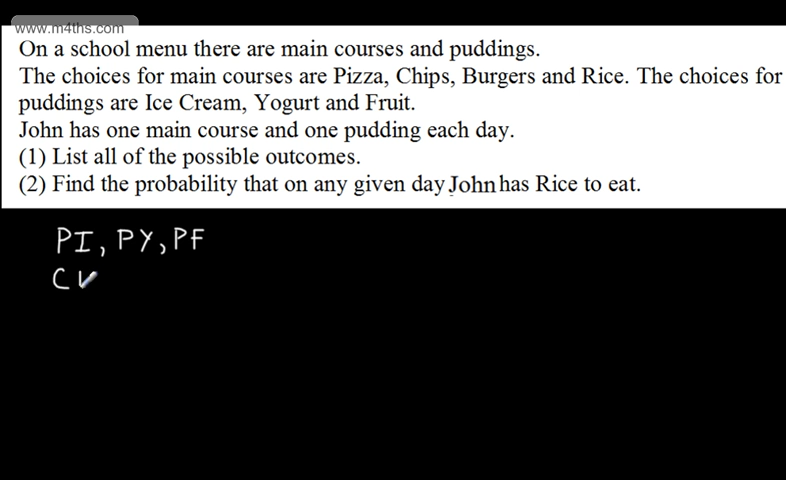 www.m4ths.com
On a school menu there are main courses and puddings.
The choices for main courses are Pizza, Chips, Burgers and Rice. The choices for
puddings are Ice Cream, Yogurt and Fruit.
John has one main course and one pudding each day.
(1) List all of the possible outcomes.
(2) Find the probability that on any given day John has Rice to eat.
PI, PY, PF
C